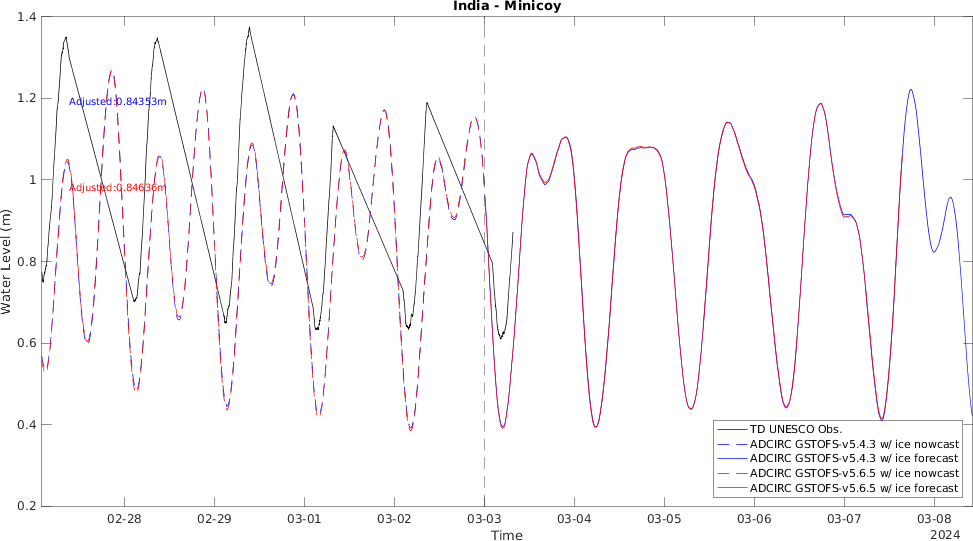 India - Minicoy
1.4
1.2
1
0.8
0.6
0.4
0.2
Water Level (m)
Adjusted:0.84353m
Adjusted:0.84636m
TD UNESCO Obs.
ADCIRC GSTOFS-v5.4.3 w/ ice nowcast
ADCIRC GSTOFS-v5.4.3 w/ ice forecast
ADCIRC GSTOFS-v5.6.5 w/ ice nowcast
ADCIRC GSTOFS-v5.6.5 w/ ice forecast
02-28 02-29 03-01 03-02 03-03 03-04 03-05 03-06 03-07 03-08
Time
2024